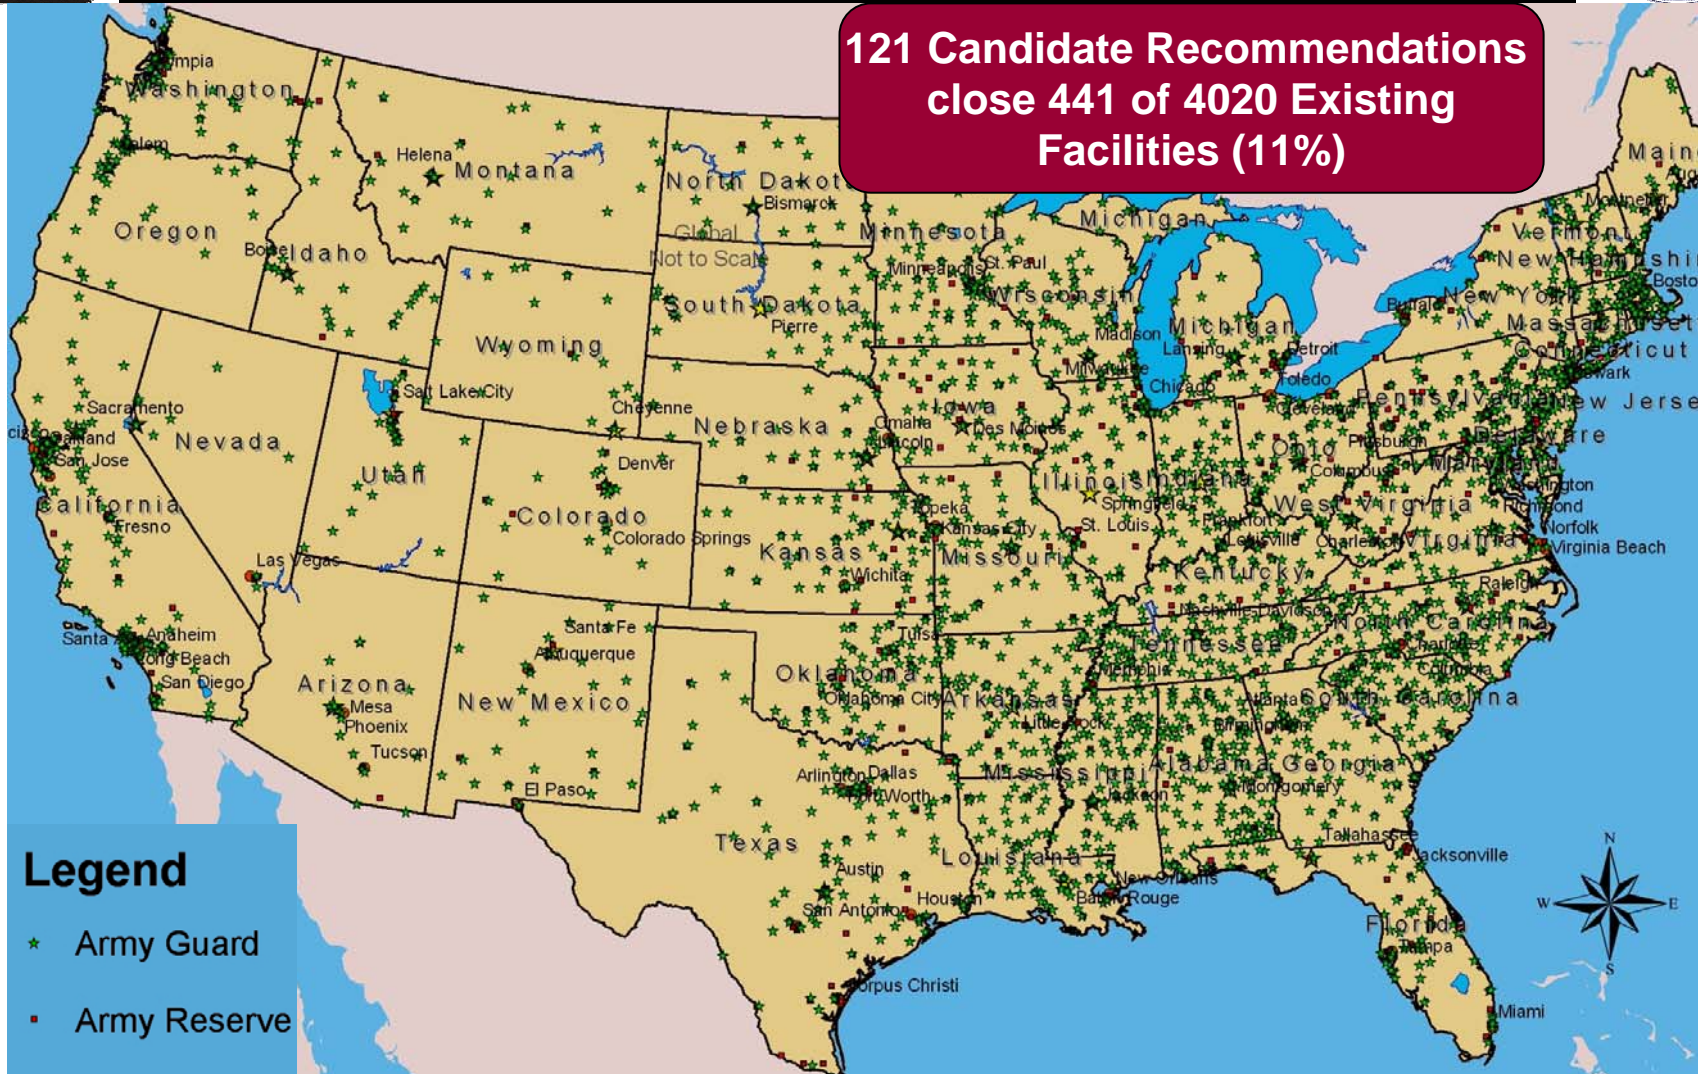 121 Candidate Recommendations
close 441 of 4020 Existing
Facilities (11%)
Washington
Helena
Montana
North Dakota
Bismarck
Oregon
Idaho
Global
Not to Scale
Minnesota
Michigan
Minneapolis
St. Paul
Wisconsin
South Dakota
Pierre
Wyoming
Maine
Vermont
New Hampshire
Boston
Buffalo
New York
Massachusetts
Connecticut
Madison
Michigan
Lansing
Detroit
Milwaukee
Chicago
Toledo
Cleveland
Pennsylvania
New Jersey
Salt Lake City
Cheyenne
Nebraska
Omaha
Lincoln
Iowa
Des Moines
Sacramento
Oakland
San Jose
Nevada
Utah
Denver
Colorado
Colorado Springs
California
Fresno
Las Vegas
Kansas
Topeka
Kansas City
Missouri
St. Louis
Wichita
Illinois
Springfield
Indiana
Ohio
Columbus
Pittsburgh
Delaware
Maryland
Washington
West Virginia
Richmond
Norfolk
Virginia
Virginia Beach
Charleston
Frankfort
Louisville
Kentucky
Nashville-Davidson
Raleigh
North Carolina
Charlotte
Columbia
South Carolina
Tennessee
Memphis
Santa
Anaheim
Long Beach
San Diego
Arizona
Mesa
Phoenix
Tucson
Santa Fe
Albuquerque
New Mexico
El Paso
Tulsa
Oklahoma
Oklahoma City
Arkansas
Little Rock
Atlanta
Birmingham
Mississippi
Alabama
Georgia
Jackson
Montgomery
Arlington
Dallas
Fort Worth
Texas
Austin
San Antonio
Houston
Corpus Christi
Louisiana
New Orleans
Baton Rouge
Tallahassee
Jacksonville
Florida
Tampa
Miami
N
W
E
S
Legend
Army Guard
Army Reserve